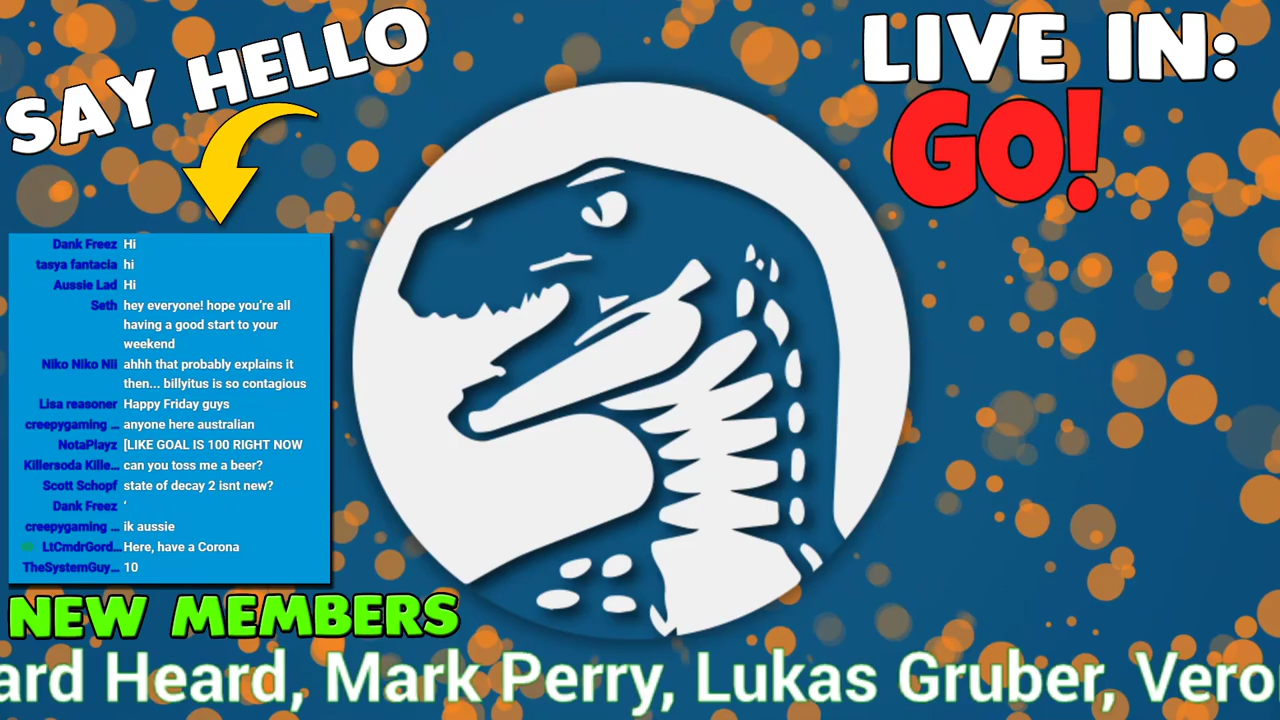 SAY HELLO
LIVE IN:
GO!
Dank Freez Hi
tasya fantacia hi
Aussie Lad Hi
Seth hey everyone! hope you're all
having a good start to your
weekend
Niko Niko Nii ahhh that probably explains it
then... billyitus is so contagious
Lisa reasoner Happy Friday guys
creepygaming ... anyone here australian
NotaPlayz [LIKE GOAL IS 100 RIGHT NOW
Killersoda Kille... can you toss me a beer?
Scott Schopf state of decay 2 isnt new?
Dank Freez '
creepygaming ... ik aussie
LtCmdrGord... Here, have a Corona
TheSystemGuy... 10
NEW MEMBERS
ard Heard, Mark Perry, Lukas Gruber, Vero